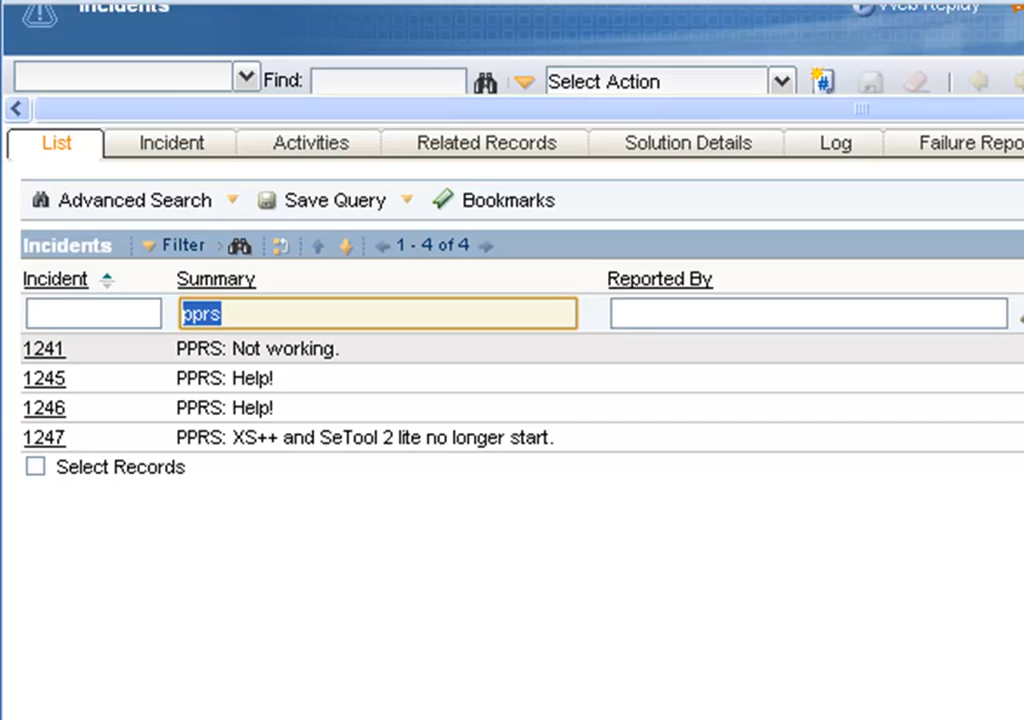 Incidents
Web Replay
Find:
Select Action
List Incident Activities Related Records Solution Details Log Failure Repo
Advanced Search Save Query Bookmarks
Incidents Filter 1 - 4 of 4
Incident Summary Reported By
pprs
1241 PPRS: Not working.
1245 PPRS: Help!
1246 PPRS: Help!
1247 PPRS: XS++ and SeTool 2 lite no longer start.
Select Records